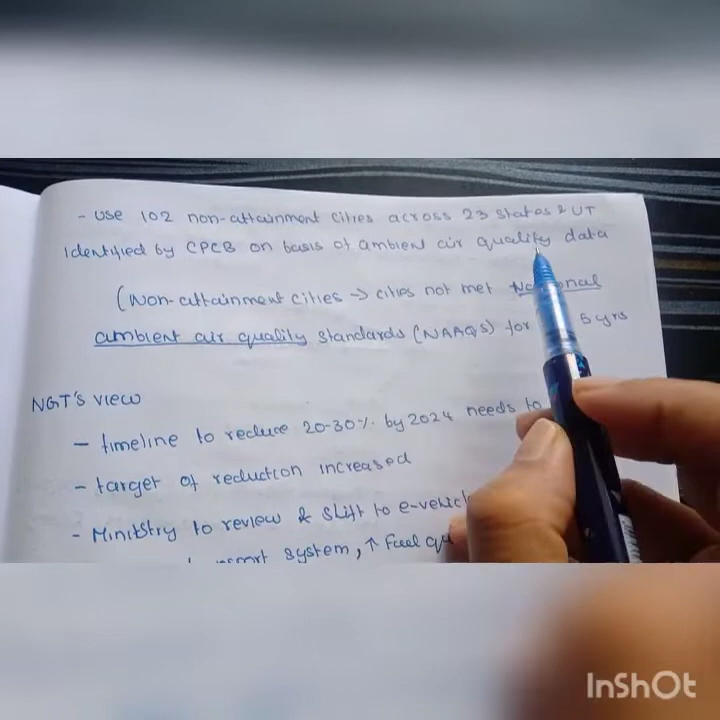 - Use 102 non-attainment cities across 23 states & UT
Identified by CPCB on basis of ambient air quality data
(Non-attainment cities -> cities not met National
ambient air quality standards (NAAQS) for 5 yrs
NGT's view
- timeline to reduce 20-30% by 2024 needs to
- target of reduction increased
- Ministry to review & shift to e-vehicl
system, ↑ Fuel qu
InShOt